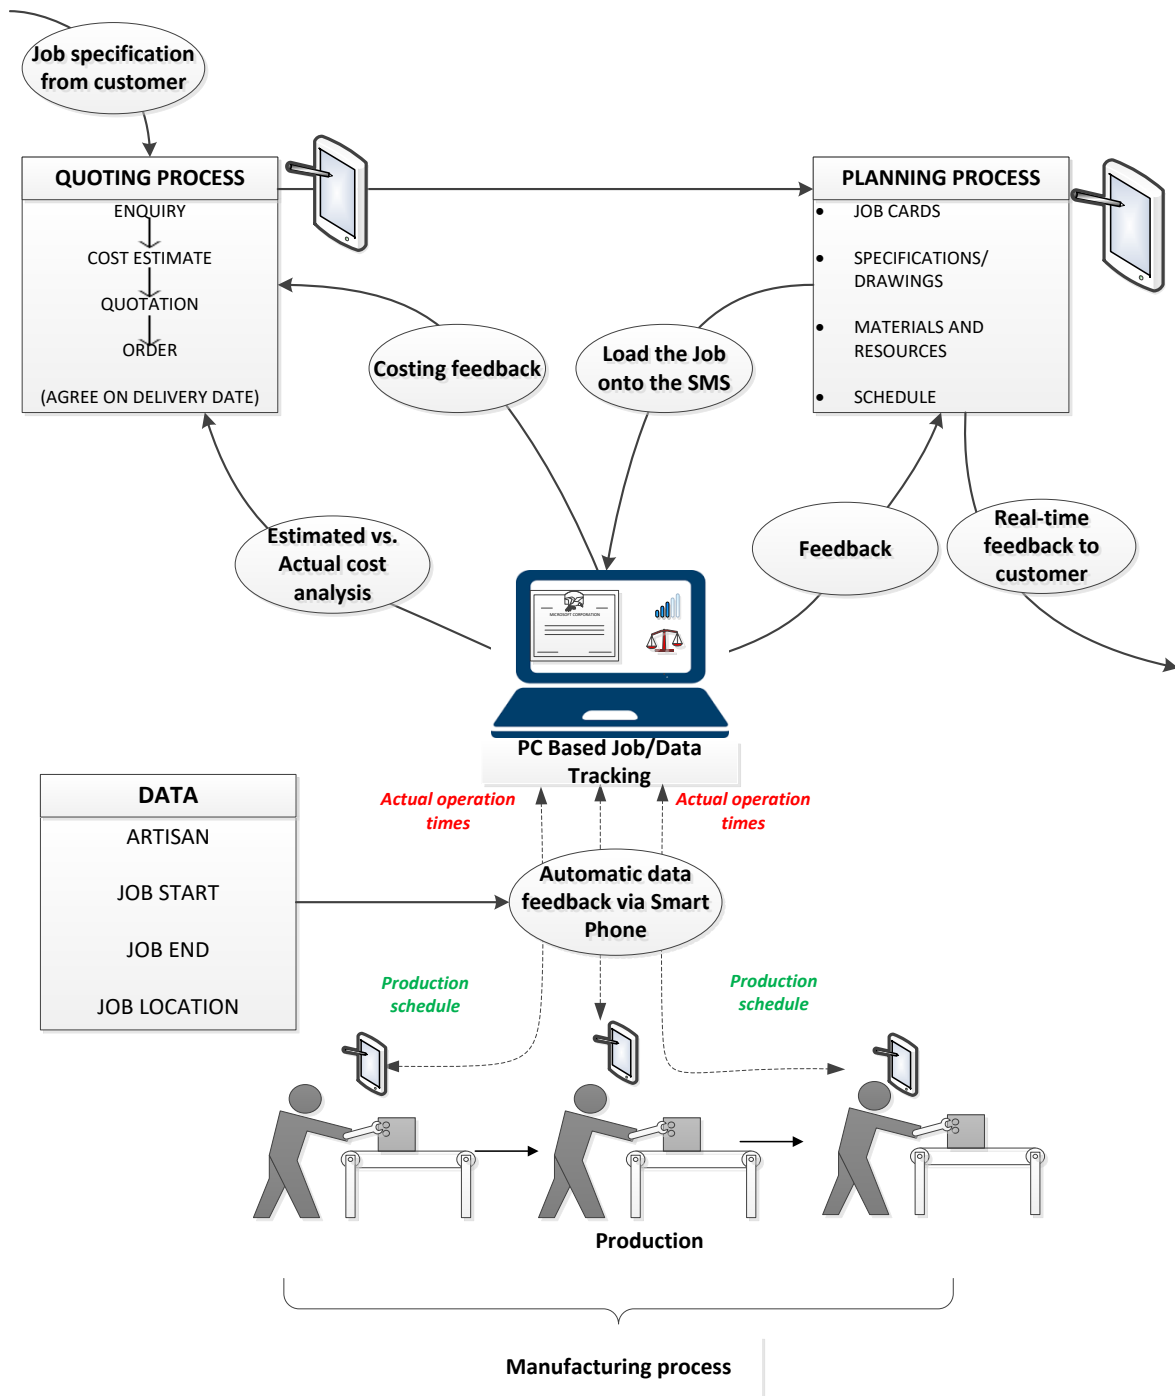 Job specification
from customer
QUOTING PROCESS
ENQUIRY
COST ESTIMATE
QUOTATION
ORDER
(AGREE ON DELIVERY DATE)
PLANNING PROCESS
• JOB CARDS
• SPECIFICATIONS/
DRAWINGS
• MATERIALS AND
RESOURCES
• SCHEDULE
Costing feedback
Load the Job
onto the SMS
Estimated vs.
Actual cost
analysis
Feedback
Real-time
feedback to
customer
MICROSOFT CORPORATION
PC Based Job/Data
Tracking
DATA
ARTISAN
JOB START
JOB END
JOB LOCATION
Actual operation
times
Actual operation
times
Automatic data
feedback via Smart
Phone
Production
schedule
Production
schedule
Production
Manufacturing process